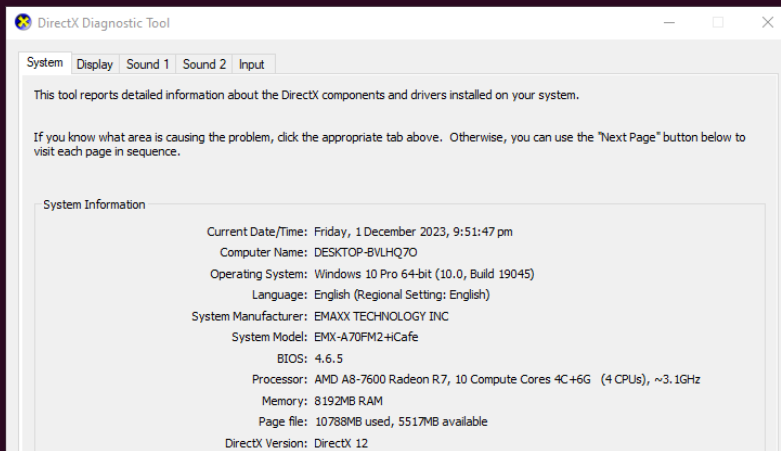 DirectX Diagnostic Tool
System Display Sound 1 Sound 2 Input
This tool reports detailed information about the DirectX components and drivers installed on your system.
If you know what area is causing the problem, click the appropriate tab above. Otherwise, you can use the "Next Page" button below to
visit each page in sequence.
System Information
Current Date/Time: Friday, 1 December 2023, 9:51:47 pm
Computer Name: DESKTOP-BVLHQ7O
Operating System: Windows 10 Pro 64-bit (10.0, Build 19045)
Language: English (Regional Setting: English)
System Manufacturer: EMAXX TECHNOLOGY INC
System Model: EMX-A70FM2+iCafe
BIOS: 4.6.5
Processor: AMD A8-7600 Radeon R7, 10 Compute Cores 4C+6G (4 CPUs), ~3.1GHz
Memory: 8192MB RAM
Page file: 10788MB used, 5517MB available
DirectX Version: DirectX 12